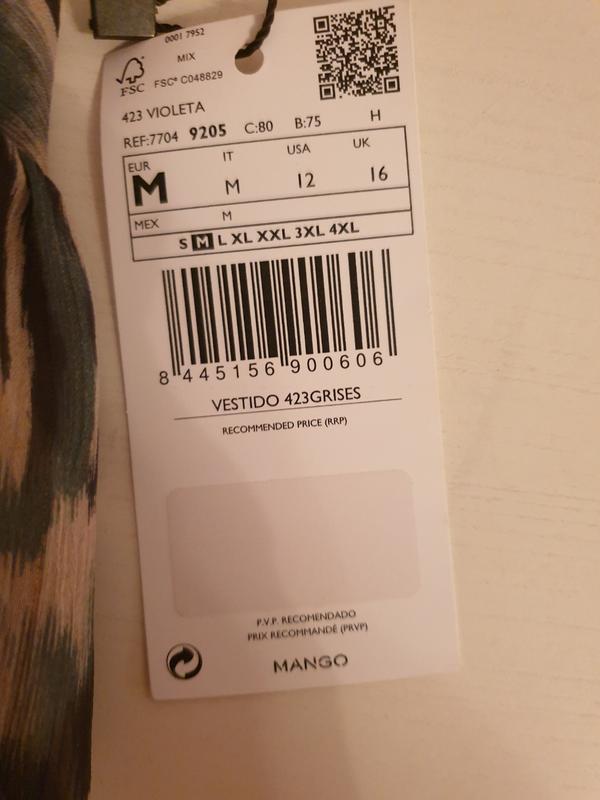 0001 7952
MIX
FSC
FSC® C048829
423 VIOLETA
REF:7704 9205 C:80 B:75 H
EUR IT USA UK
M M 12 16
MEX M
S M L XL XXL 3XL 4XL
8 445156 900606
VESTIDO 423GRISES
RECOMMENDED PRICE (RRP)
P.V.P. RECOMENDADO
PRIX RECOMMANDÉ (PRVP)
MANGO